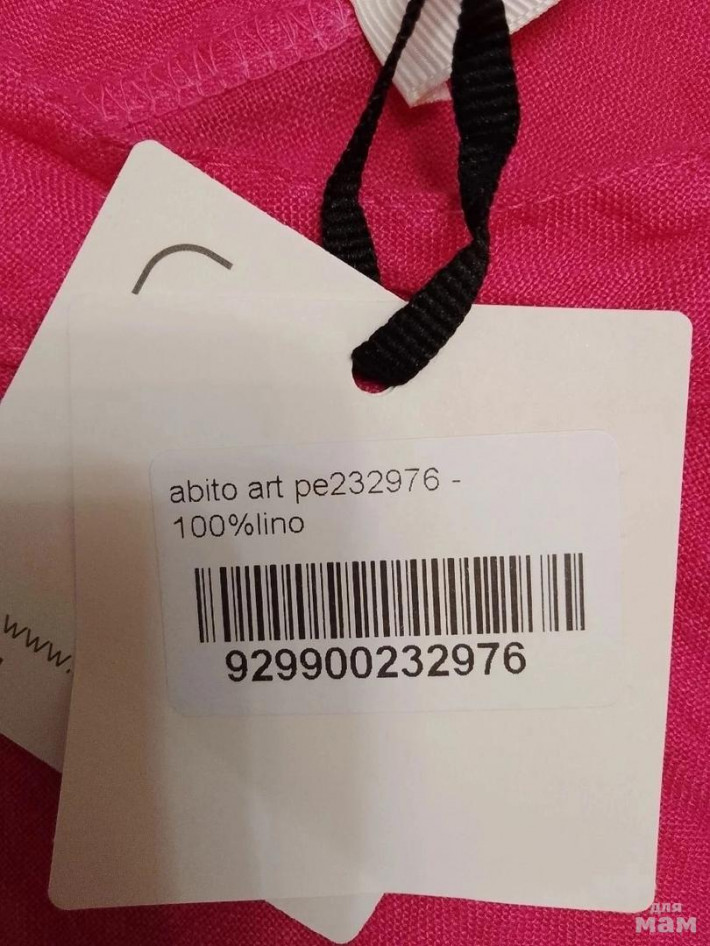 abito art pe232976 -
100%lino
929900232976
www.
для
мам